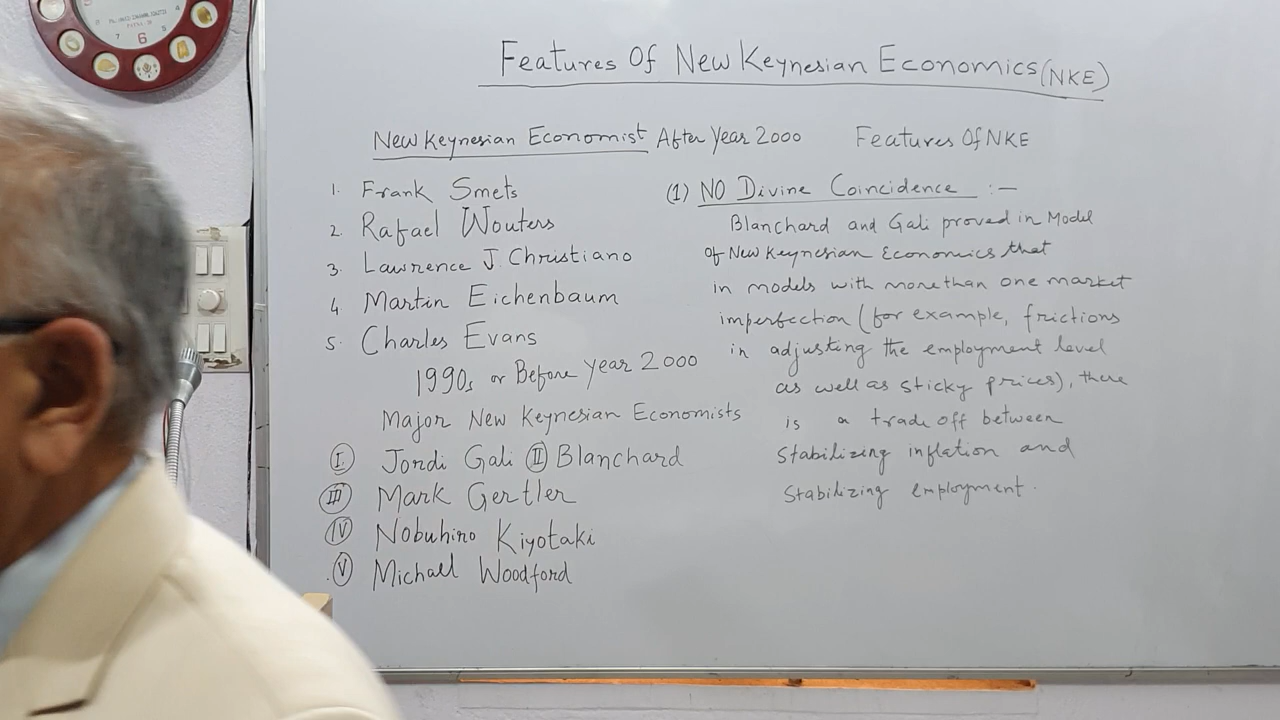 Features Of New Keynesian Economics (NKE)
New Keynesian Economist After Year 2000
1. Frank Smets
2. Rafael Wouters
3. Lawrence J. Christiano
4 Martin Eichenbaum
5. Charles Evans
1990s or Before year 2000
Major New Keynesian Economists
I Jordi Gali II Blanchard
III Mark Gertler
IV Nobuhiro Kiyotaki
V Michall Woodford
Features Of NKE
(1) NO Divine Coincidence :-
Blanchard and Gali proved in Model
of New Keynesian Economics that
in models with more than one market
imperfection (for example, frictions
in adjusting the employment level
as well as sticky prices), there
is a trade off between
Stabilizing inflation and
Stabilizing employment.
7 6 5 4